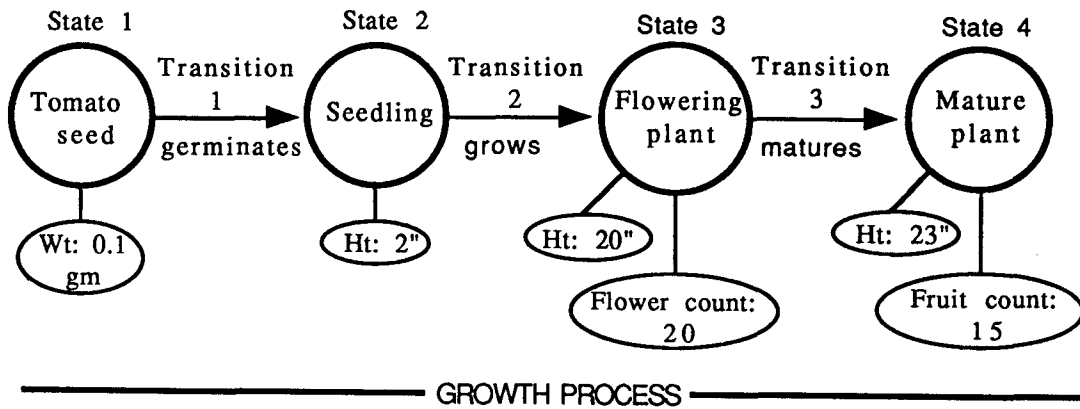 State 1
State 2
State 3
State 4
Transition
1
germinates
Transition
2
grows
Transition
3
matures
Tomato
seed
Seedling
Flowering
plant
Mature
plant
Wt: 0.1
gm
Ht: 2"
Ht: 20"
Flower count:
20
Ht: 23"
Fruit count:
15
GROWTH PROCESS